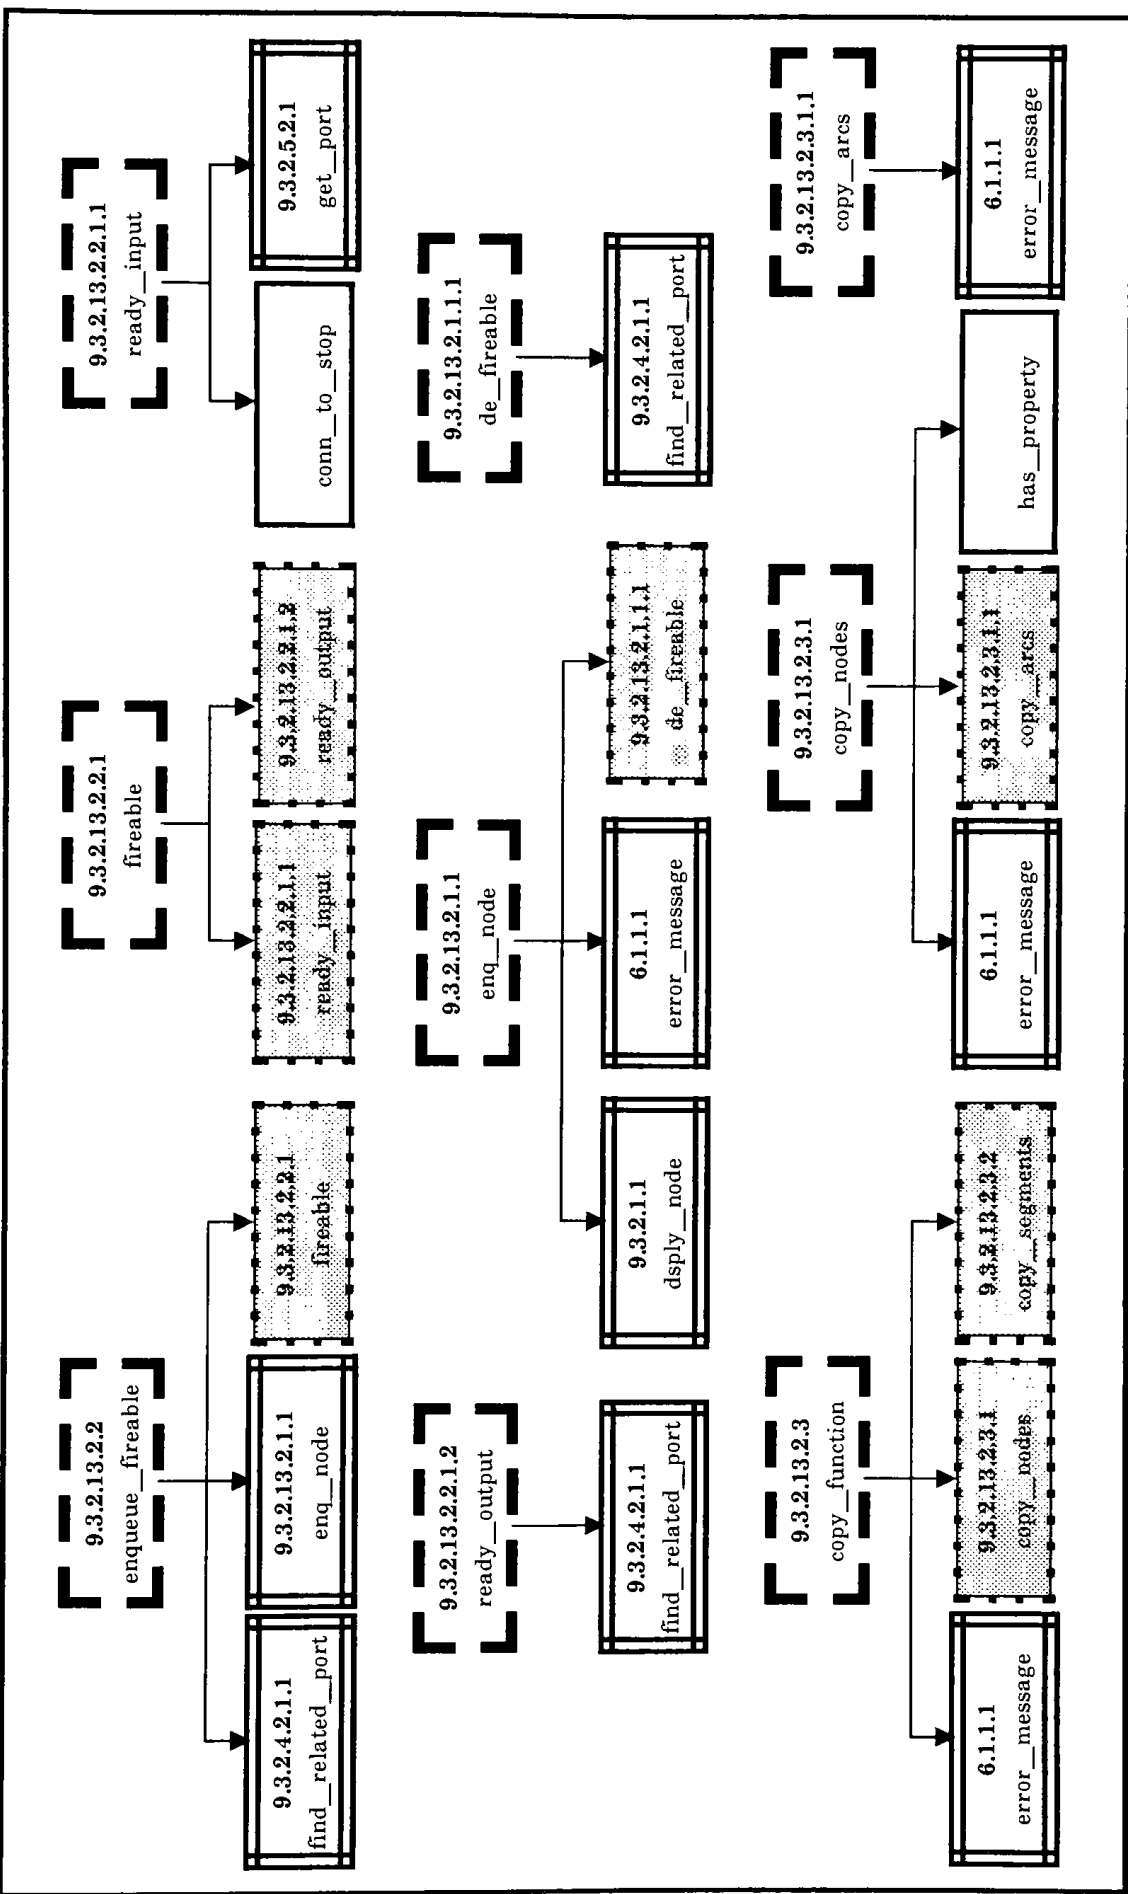 9.3.2.13.2.2
enqueue__fireable
9.3.2.13.2.2.1
fireable
9.3.2.13.2.2.1.1
ready__input
9.3.2.4.2.1.1
find__related__port
9.3.2.13.2.1.1
enq__node
9.3.2.13.2.2.1
fireable
9.3.2.13.2.2.1.1
ready__input
9.3.2.13.2.2.1.2
ready__output
conn__to__stop
9.3.2.5.2.1
get__port
9.3.2.13.2.2.1.2
ready__output
9.3.2.13.2.1.1
enq__node
9.3.2.13.2.1.1.1
de__fireable
9.3.2.4.2.1.1
find__related__port
9.3.2.1.1
dsply__node
6.1.1.1
error__message
9.3.2.13.2.1.1.1
de__fireable
9.3.2.4.2.1.1
find__related__port
9.3.2.13.2.3
copy__function
9.3.2.13.2.3.1
copy__nodes
9.3.2.13.2.3.1.1
copy__arcs
6.1.1.1
error__message
9.3.2.13.2.3.1
copy__nodes
9.3.2.13.2.3.2
copy__segments
6.1.1.1
error__message
9.3.2.13.2.3.1.1
copy__arcs
has__property
6.1.1.1
error__message